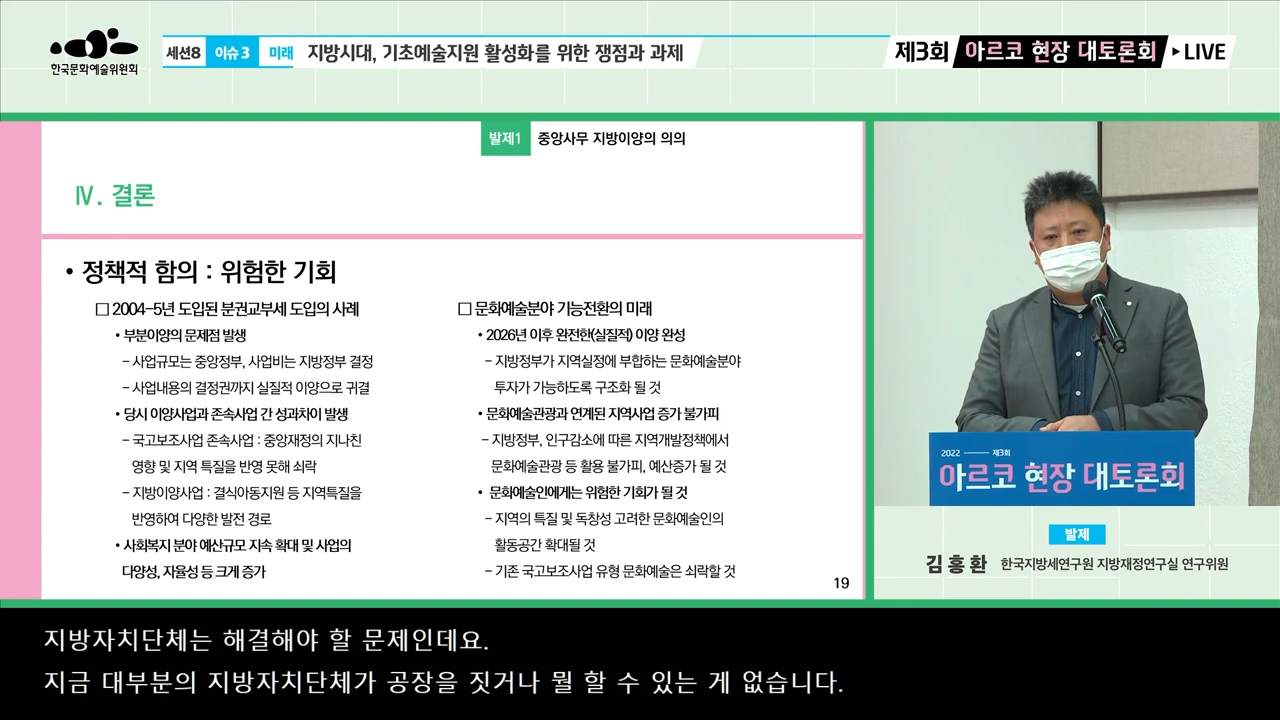 한국문화예술위원회
세션8 이슈 3 미래 지방시대, 기초예술지원 활성화를 위한 쟁점과 과제
제3회 아르코 현장 대토론회 LIVE
발제1 중앙사무 지방이양의 의의
Ⅳ. 결론
• 정책적 함의 : 위험한 기회
□ 2004-5년 도입된 분권교부세 도입의 사례
• 부분이양의 문제점 발생
- 사업규모는 중앙정부, 사업비는 지방정부 결정
- 사업내용의 결정권까지 실질적 이양으로 귀결
• 당시 이양사업과 존속사업 간 성과차이 발생
- 국고보조사업 존속사업 : 중앙재정의 지나친
영향 및 지역 특질을 반영 못해 쇠락
- 지방이양사업 : 결식아동지원 등 지역특질을
반영하여 다양한 발전 경로
• 사회복지 분야 예산규모 지속 확대 및 사업의
다양성, 자율성 등 크게 증가
□ 문화예술분야 기능전환의 미래
• 2026년 이후 완전한(실질적) 이양 완성
- 지방정부가 지역실정에 부합하는 문화예술분야
투자가 가능하도록 구조화 될 것
• 문화예술관광과 연계된 지역사업 증가 불가피
- 지방정부, 인구감소에 따른 지역개발정책에서
문화예술관광 등 활용 불가피, 예산증가 될 것
• 문화예술인에게는 위험한 기회가 될 것
- 지역의 특질 및 독창성 고려한 문화예술인의
활동공간 확대될 것
- 기존 국고보조사업 유형 문화예술은 쇠락할 것
19
2022 제3회
아르코 현장 대토론회
발제
김홍환 한국지방세연구원 지방재정연구실 연구위원
지방자치단체는 해결해야 할 문제인데요.
지금 대부분의 지방자치단체가 공장을 짓거나 뭘 할 수 있는 게 없습니다.